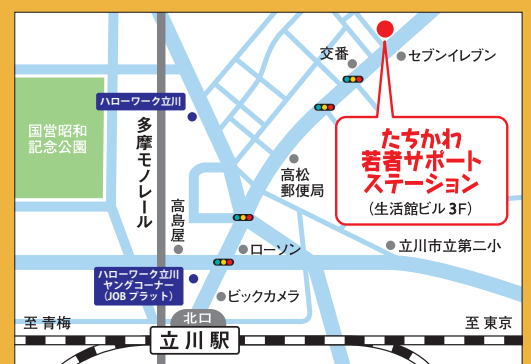 交番
セブンイレブン
ハローワーク立川
国営昭和
記念公園
多摩モノレール
たちかわ
若者サポート
ステーション
(生活館ビル3F)
高松
郵便局
高島屋
ローソン
立川市立第二小
ハローワーク立川
ヤングコーナー
(JOBプラット)
ビックカメラ
至 青梅
北口
至 東京
立川駅